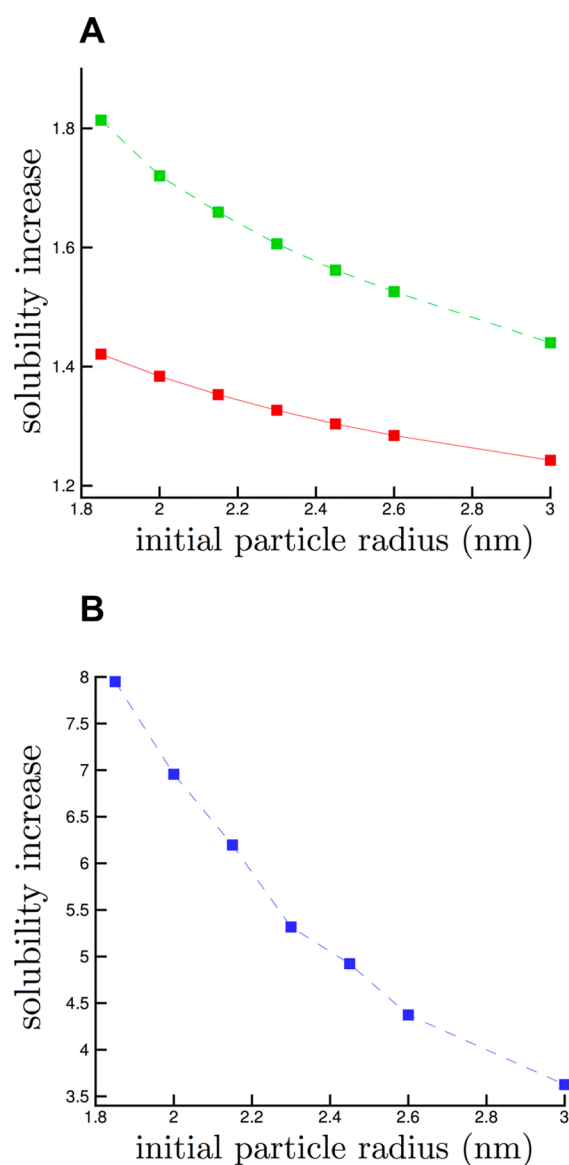 A
1.8
1.6
1.4
1.2
solubility increase
1.8 2 2.2 2.4 2.6 2.8 3
initial particle radius (nm)
B
8
7.5
7
6.5
6
5.5
5
4.5
4
3.5
solubility increase
1.8 2 2.2 2.4 2.6 2.8 3
initial particle radius (nm)